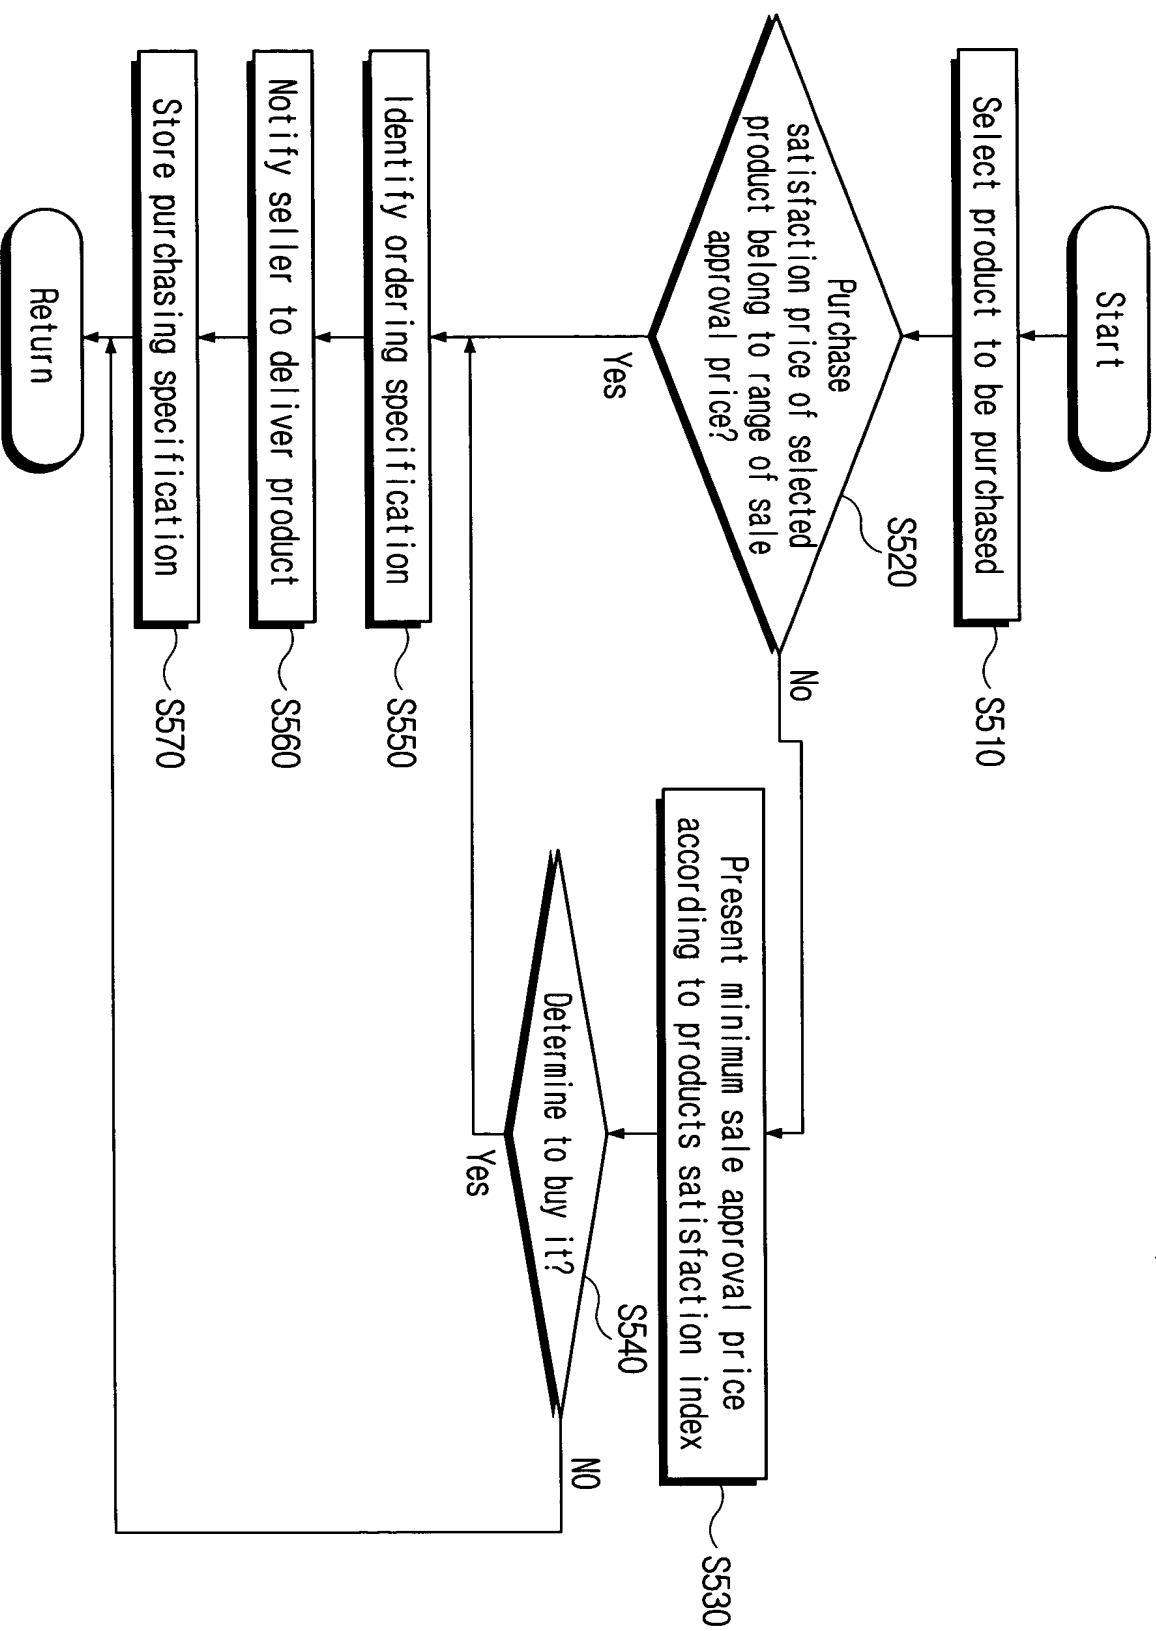 Start
Select product to be purchased
S510
Purchase
satisfaction price of selected
product belong to range of sale
approval price?
S520
No
Yes
Present minimum sale approval price
according to products satisfaction index
S530
Determine to buy it?
S540
NO
Yes
Identify ordering specification
S550
Notify seller to deliver product
S560
Store purchasing specification
S570
Return